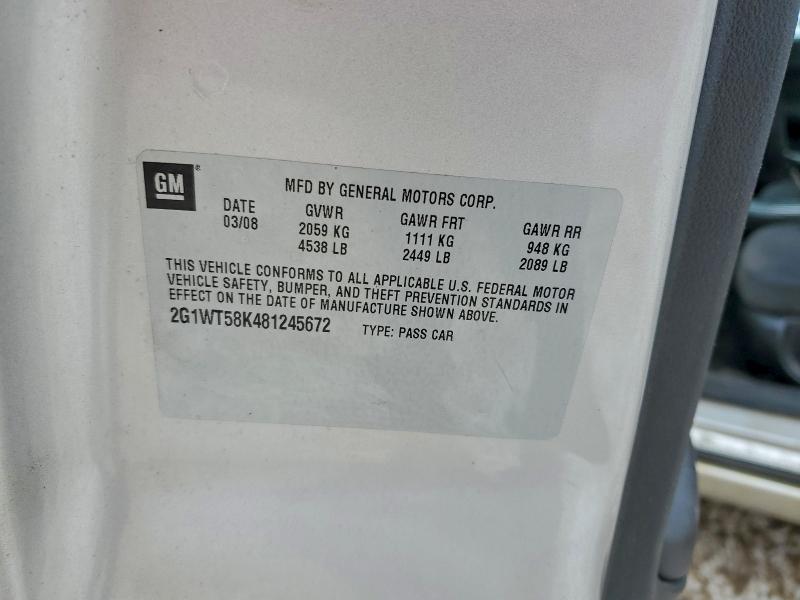 GM®
MFD BY GENERAL MOTORS CORP.
DATE GVWR GAWR FRT GAWR RR
03/08 2059 KG 1111 KG 948 KG
4538 LB 2449 LB 2089 LB
THIS VEHICLE CONFORMS TO ALL APPLICABLE U.S. FEDERAL MOTOR
VEHICLE SAFETY, BUMPER, AND THEFT PREVENTION STANDARDS IN
EFFECT ON THE DATE OF MANUFACTURE SHOWN ABOVE.
2G1WT58K481245672 TYPE: PASS CAR